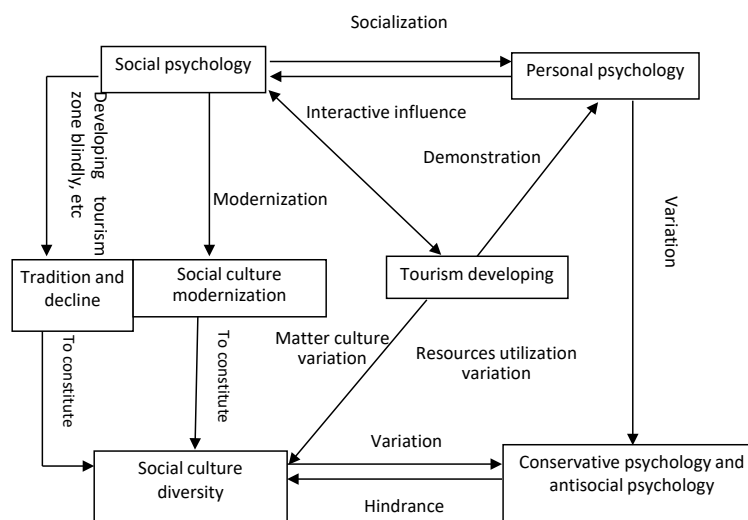 Socialization
Social psychology
Personal psychology
Developing tourism
zone blindly, etc
Interactive influence
Demonstration
Modernization
Variation
Tradition and
decline
Social culture
modernization
Tourism developing
To constitute
To constitute
Matter culture
variation
Resources utilization
variation
Variation
Social culture
diversity
Conservative psychology and
antisocial psychology
Hindrance